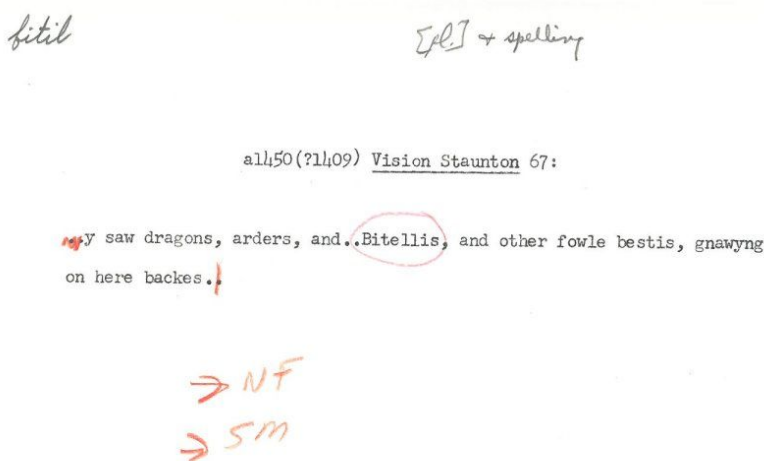 bitil
[pl.] + spelling
a1450(?1409) Vision Staunton 67:
..y saw dragons, arders, and..Bitellis, and other fowle bestis, gnawyng
on here backes..
→ NF
→ SM